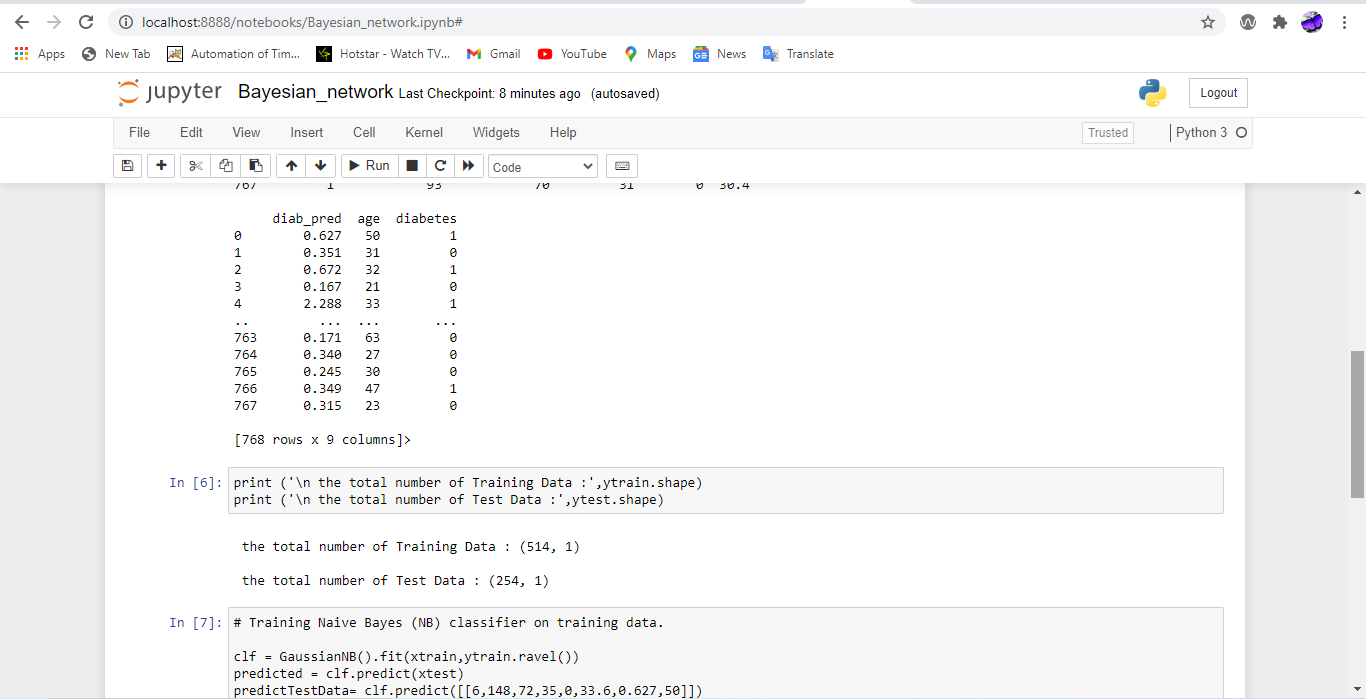 localhost:8888/notebooks/Bayesian_network.ipynb#
Apps New Tab Automation of Tim... Hotstar - Watch TV... Gmail YouTube Maps News Translate
jupyter Bayesian_network Last Checkpoint: 8 minutes ago (autosaved) Logout
File Edit View Insert Cell Kernel Widgets Help Trusted Python 3
Run Code
767 1 93 70 31 0 30.4
diab_pred age diabetes
0 0.627 50 1
1 0.351 31 0
2 0.672 32 1
3 0.167 21 0
4 2.288 33 1
.. ... ... ...
763 0.171 63 0
764 0.340 27 0
765 0.245 30 0
766 0.349 47 1
767 0.315 23 0
[768 rows x 9 columns]>
In [6]: print ('\n the total number of Training Data :',ytrain.shape)
print ('\n the total number of Test Data :',ytest.shape)
the total number of Training Data : (514, 1)
the total number of Test Data : (254, 1)
In [7]: # Training Naive Bayes (NB) classifier on training data.
clf = GaussianNB().fit(xtrain,ytrain.ravel())
predicted = clf.predict(xtest)
predictTestData= clf.predict([[6,148,72,35,0,33.6,0.627,50]])